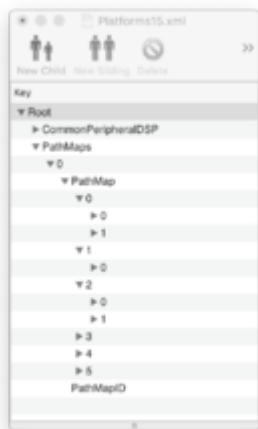 Platforms15.xml
New Child New Sibling Delete
Key
Root
CommonPeripheralDSP
PathMaps
0
PathMap
0
0
1
1
0
2
0
1
3
4
5
PathMapID